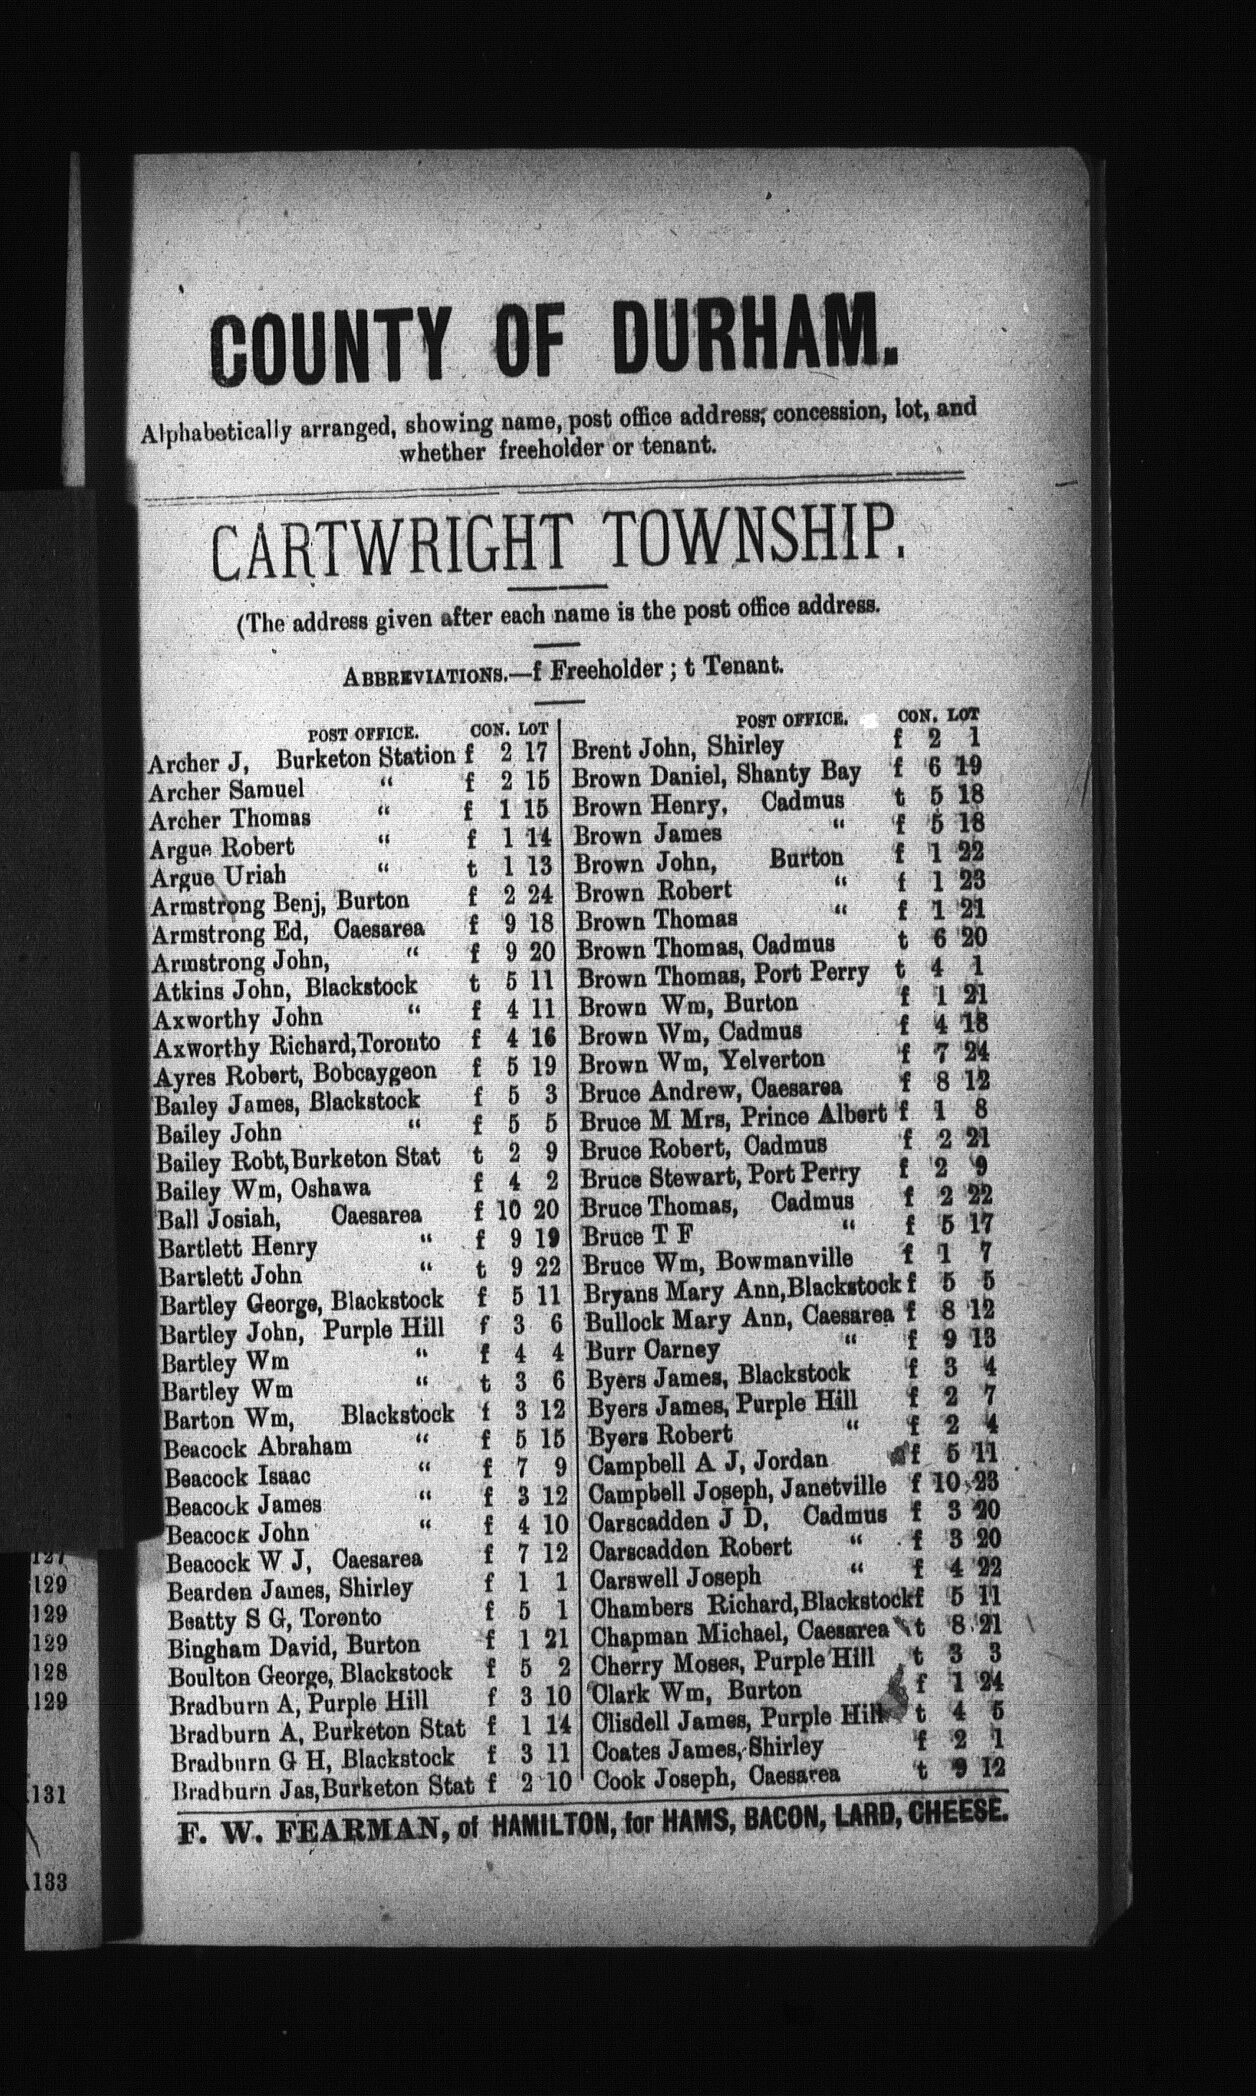 COUNTY OF DURHAM.
Alphabetically arranged, showing name, post office address, concession, lot, and
whether freeholder or tenant.
CARTWRIGHT TOWNSHIP.
(The address given after each name is the post office address.
ABBREVIATIONS.—f Freeholder ; t Tenant.
POST OFFICE. CON. LOT
Archer J, Burketon Station f 2 17
Archer Samuel “ f 2 15
Archer Thomas “ f 1 15
Argue Robert “ f 1 14
Argue Uriah “ t 1 13
Armstrong Benj, Burton f 2 24
Armstrong Ed, Caesarea f 9 18
Armstrong John, “ f 9 20
Atkins John, Blackstock t 5 11
Axworthy John “ f 4 11
Axworthy Richard, Toronto f 4 16
Ayres Robert, Bobcaygeon f 5 19
Bailey James, Blackstock f 5 3
Bailey John “ f 5 5
Bailey Robt, Burketon Stat t 2 9
Bailey Wm, Oshawa f 4 2
Ball Josiah, Caesarea f 10 20
Bartlett Henry “ f 9 19
Bartlett John “ t 9 22
Bartley George, Blackstock f 5 11
Bartley John, Purple Hill f 3 6
Bartley Wm “ f 4 4
Bartley Wm “ t 3 6
Barton Wm, Blackstock f 3 12
Beacock Abraham “ f 5 15
Beacock Isaac “ f 7 9
Beacock James “ f 3 12
Beacock John “ f 4 10
Beacock W J, Caesarea f 7 12
Bearden James, Shirley f 1 1
Beatty S G, Toronto f 5 1
Bingham David, Burton f 1 21
Boulton George, Blackstock f 5 2
Bradburn A, Purple Hill f 3 10
Bradburn A, Burketon Stat f 1 14
Bradburn G H, Blackstock f 3 11
Bradburn Jas, Burketon Stat f 2 10
POST OFFICE. CON. LOT
Brent John, Shirley f 2 1
Brown Daniel, Shanty Bay f 6 19
Brown Henry, Cadmus t 5 18
Brown James “ f 5 18
Brown John, Burton f 1 22
Brown Robert “ f 1 23
Brown Thomas “ f 1 21
Brown Thomas, Cadmus t 6 20
Brown Thomas, Port Perry t 4 1
Brown Wm, Burton f 1 21
Brown Wm, Cadmus f 4 18
Brown Wm, Yelverton f 7 24
Bruce Andrew, Caesarea f 8 12
Bruce M Mrs, Prince Albert f 1 8
Bruce Robert, Cadmus f 2 21
Bruce Stewart, Port Perry f 2 9
Bruce Thomas, Cadmus f 2 22
Bruce T F “ f 5 17
Bruce Wm, Bowmanville f 1 7
Bryans Mary Ann, Blackstock f 5 5
Bullock Mary Ann, Caesarea f 8 12
Burr Carney “ f 9 13
Byers James, Blackstock f 3 4
Byers James, Purple Hill f 2 7
Byers Robert “ f 2 4
Campbell A J, Jordan f 5 11
Campbell Joseph, Janetville f 10 23
Carscadden J D, Cadmus f 3 20
Carscadden Robert “ f 3 20
Carswell Joseph “ f 4 22
Chambers Richard, Blackstock f 5 11
Chapman Michael, Caesarea t 8 21
Cherry Moses, Purple Hill t 3 3
Clark Wm, Burton f 1 24
Clisdell James, Purple Hill t 4 5
Coates James, Shirley f 2 1
Cook Joseph, Caesarea t 9 12
F. W. FEARMAN, of HAMILTON, for HAMS, BACON, LARD, CHEESE.
127
129
129
129
128
129
131
133